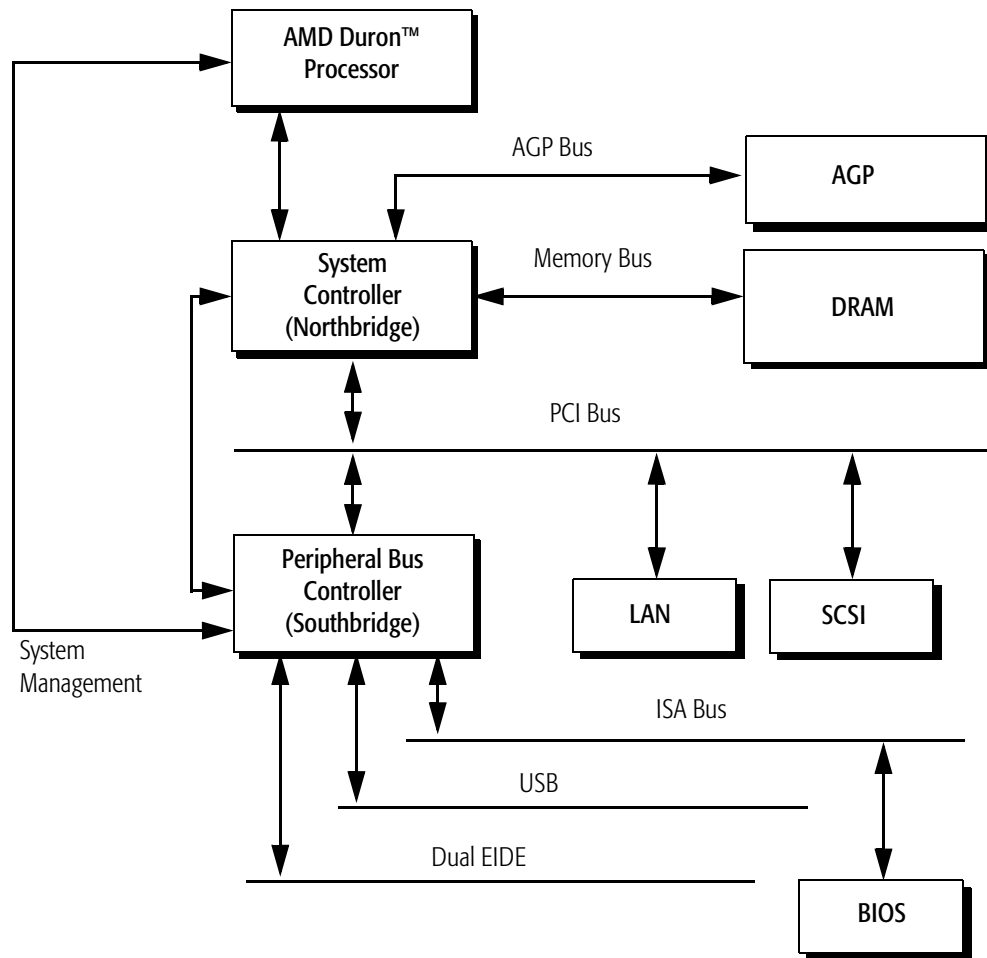 AMD Duron™
Processor
AGP Bus
AGP
System
Controller
(Northbridge)
Memory Bus
DRAM
PCI Bus
Peripheral Bus
Controller
(Southbridge)
LAN
SCSI
System
Management
ISA Bus
USB
Dual EIDE
BIOS